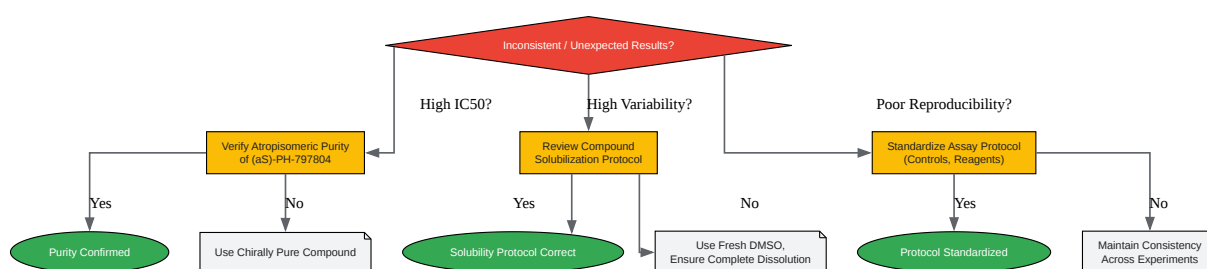 Inconsistent / Unexpected Results?
High IC50?
High Variability?
Poor Reproducibility?
Verify Atropisomeric Purity
of (aS)-PH-797804
Review Compound
Solubilization Protocol
Standardize Assay Protocol
(Controls, Reagents)
Yes
No
Yes
No
Yes
No
Purity Confirmed
Use Chirally Pure Compound
Solubility Protocol Correct
Use Fresh DMSO,
Ensure Complete Dissolution
Protocol Standardized
Maintain Consistency
Across Experiments